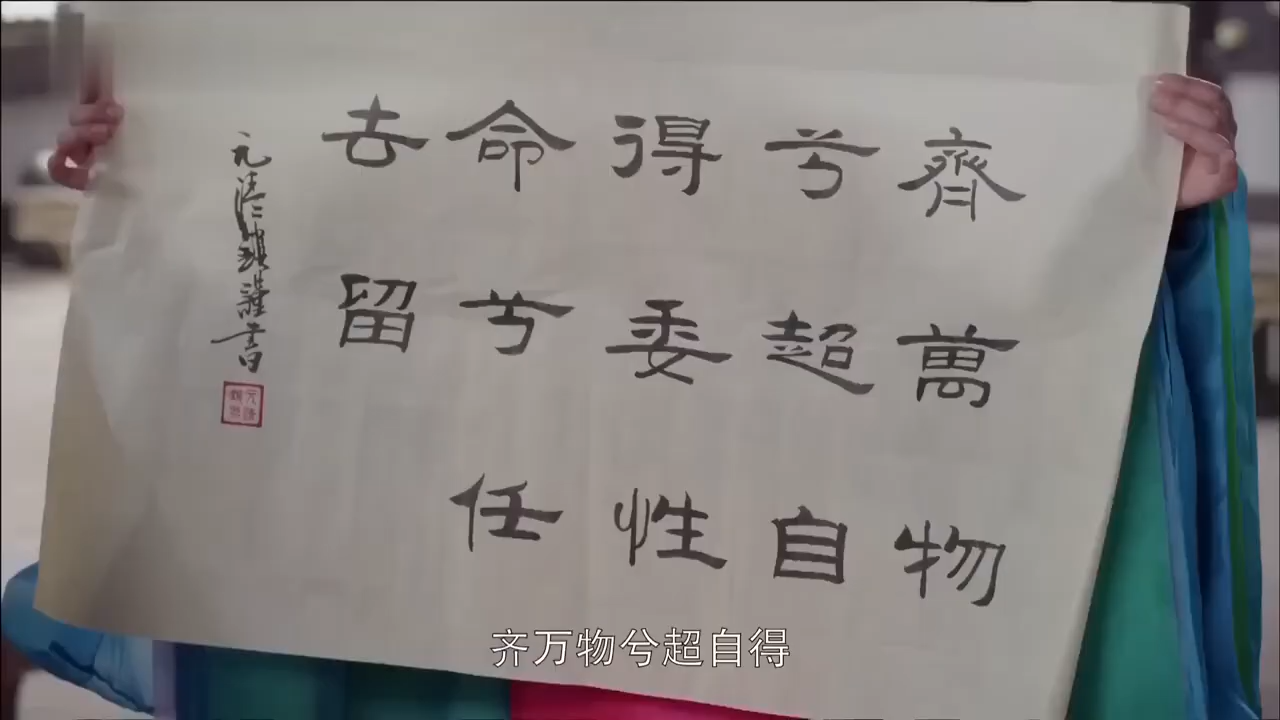 齊萬物
兮超自
得委性
命兮任
去留
書
齐万物兮超自得